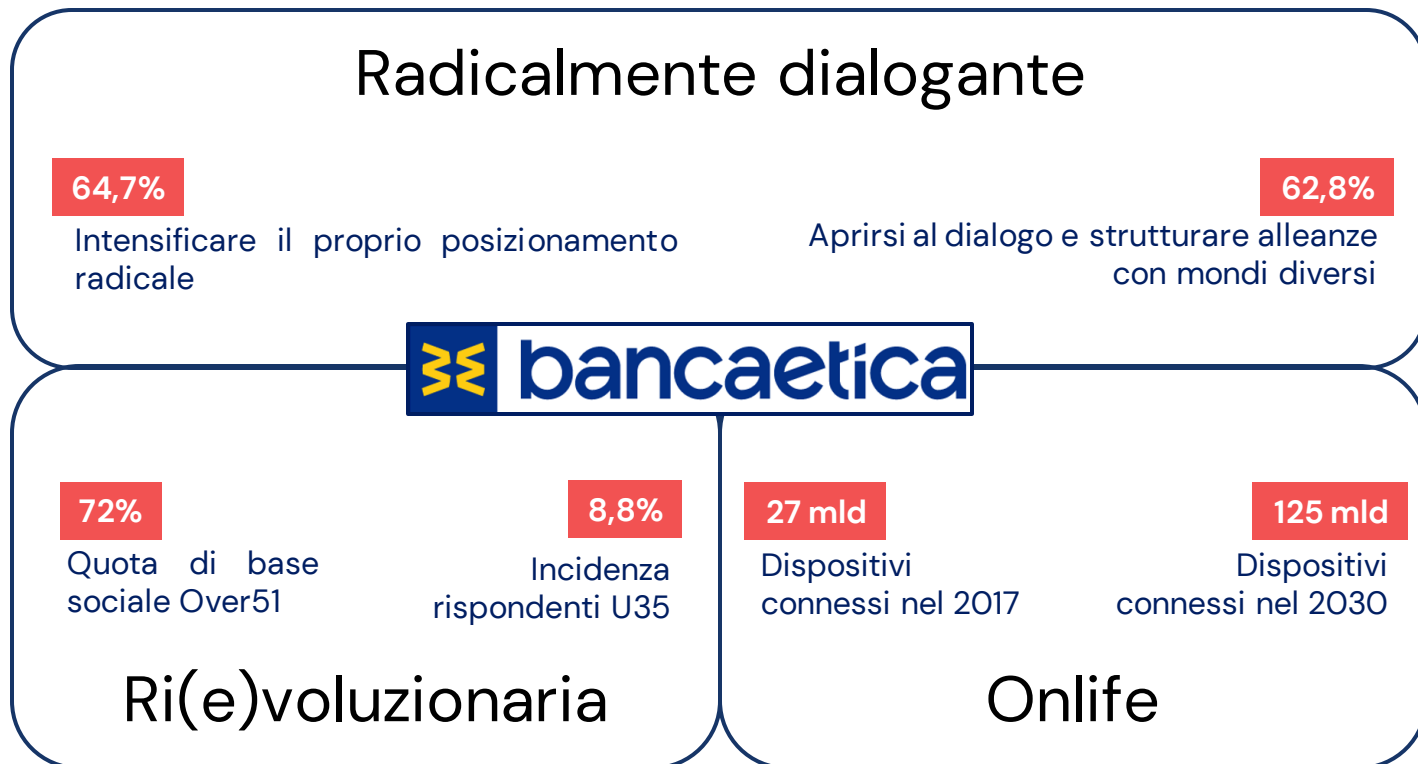 Radicalmente dialogante
64,7%
Intensificare il proprio posizionamento
radicale
62,8%
Aprirsi al dialogo e strutturare alleanze
con mondi diversi
bancaetica
72%
Quota di base
sociale Over51
8,8%
Incidenza
rispondenti U35
Ri(e)voluzionaria
27 mld
Dispositivi
connessi nel 2017
125 mld
Dispositivi
connessi nel 2030
Onlife